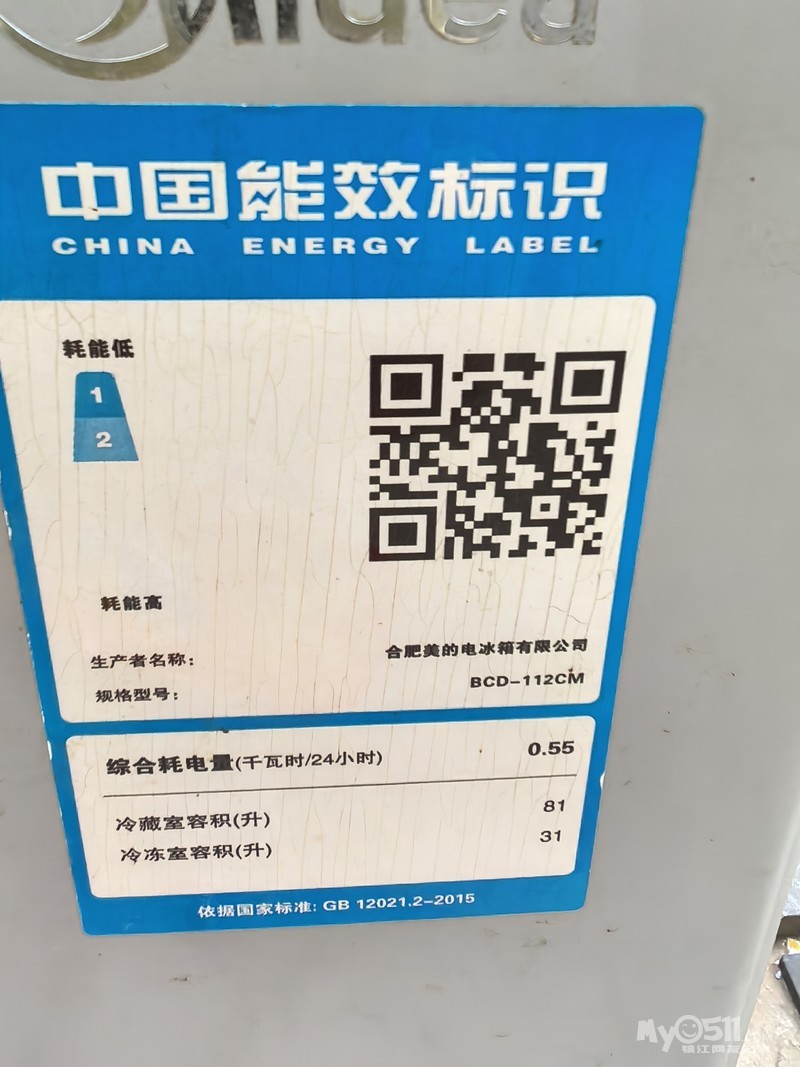 Midea
中国能效标识
CHINA ENERGY LABEL
耗能低
1
2
耗能高
生产者名称: 合肥美的电冰箱有限公司
规格型号: BCD-112CM
综合耗电量(千瓦时/24小时) 0.55
冷藏室容积(升) 81
冷冻室容积(升) 31
依据国家标准: GB 12021.2-2015
My0511